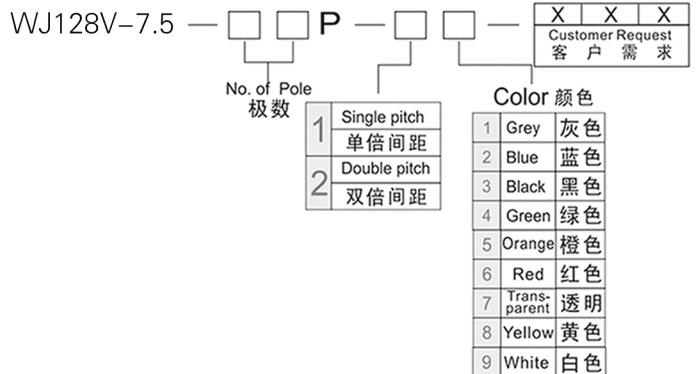 WJ128V-7.5 — □□ P — □□ — X X X
Customer Request
客户需求
No. of Pole
极数
1 Single pitch
单倍间距
2 Double pitch
双倍间距
Color 颜色
1 Grey 灰色
2 Blue 蓝色
3 Black 黑色
4 Green 绿色
5 Orange 橙色
6 Red 红色
7 Trans-parent 透明
8 Yellow 黄色
9 White 白色